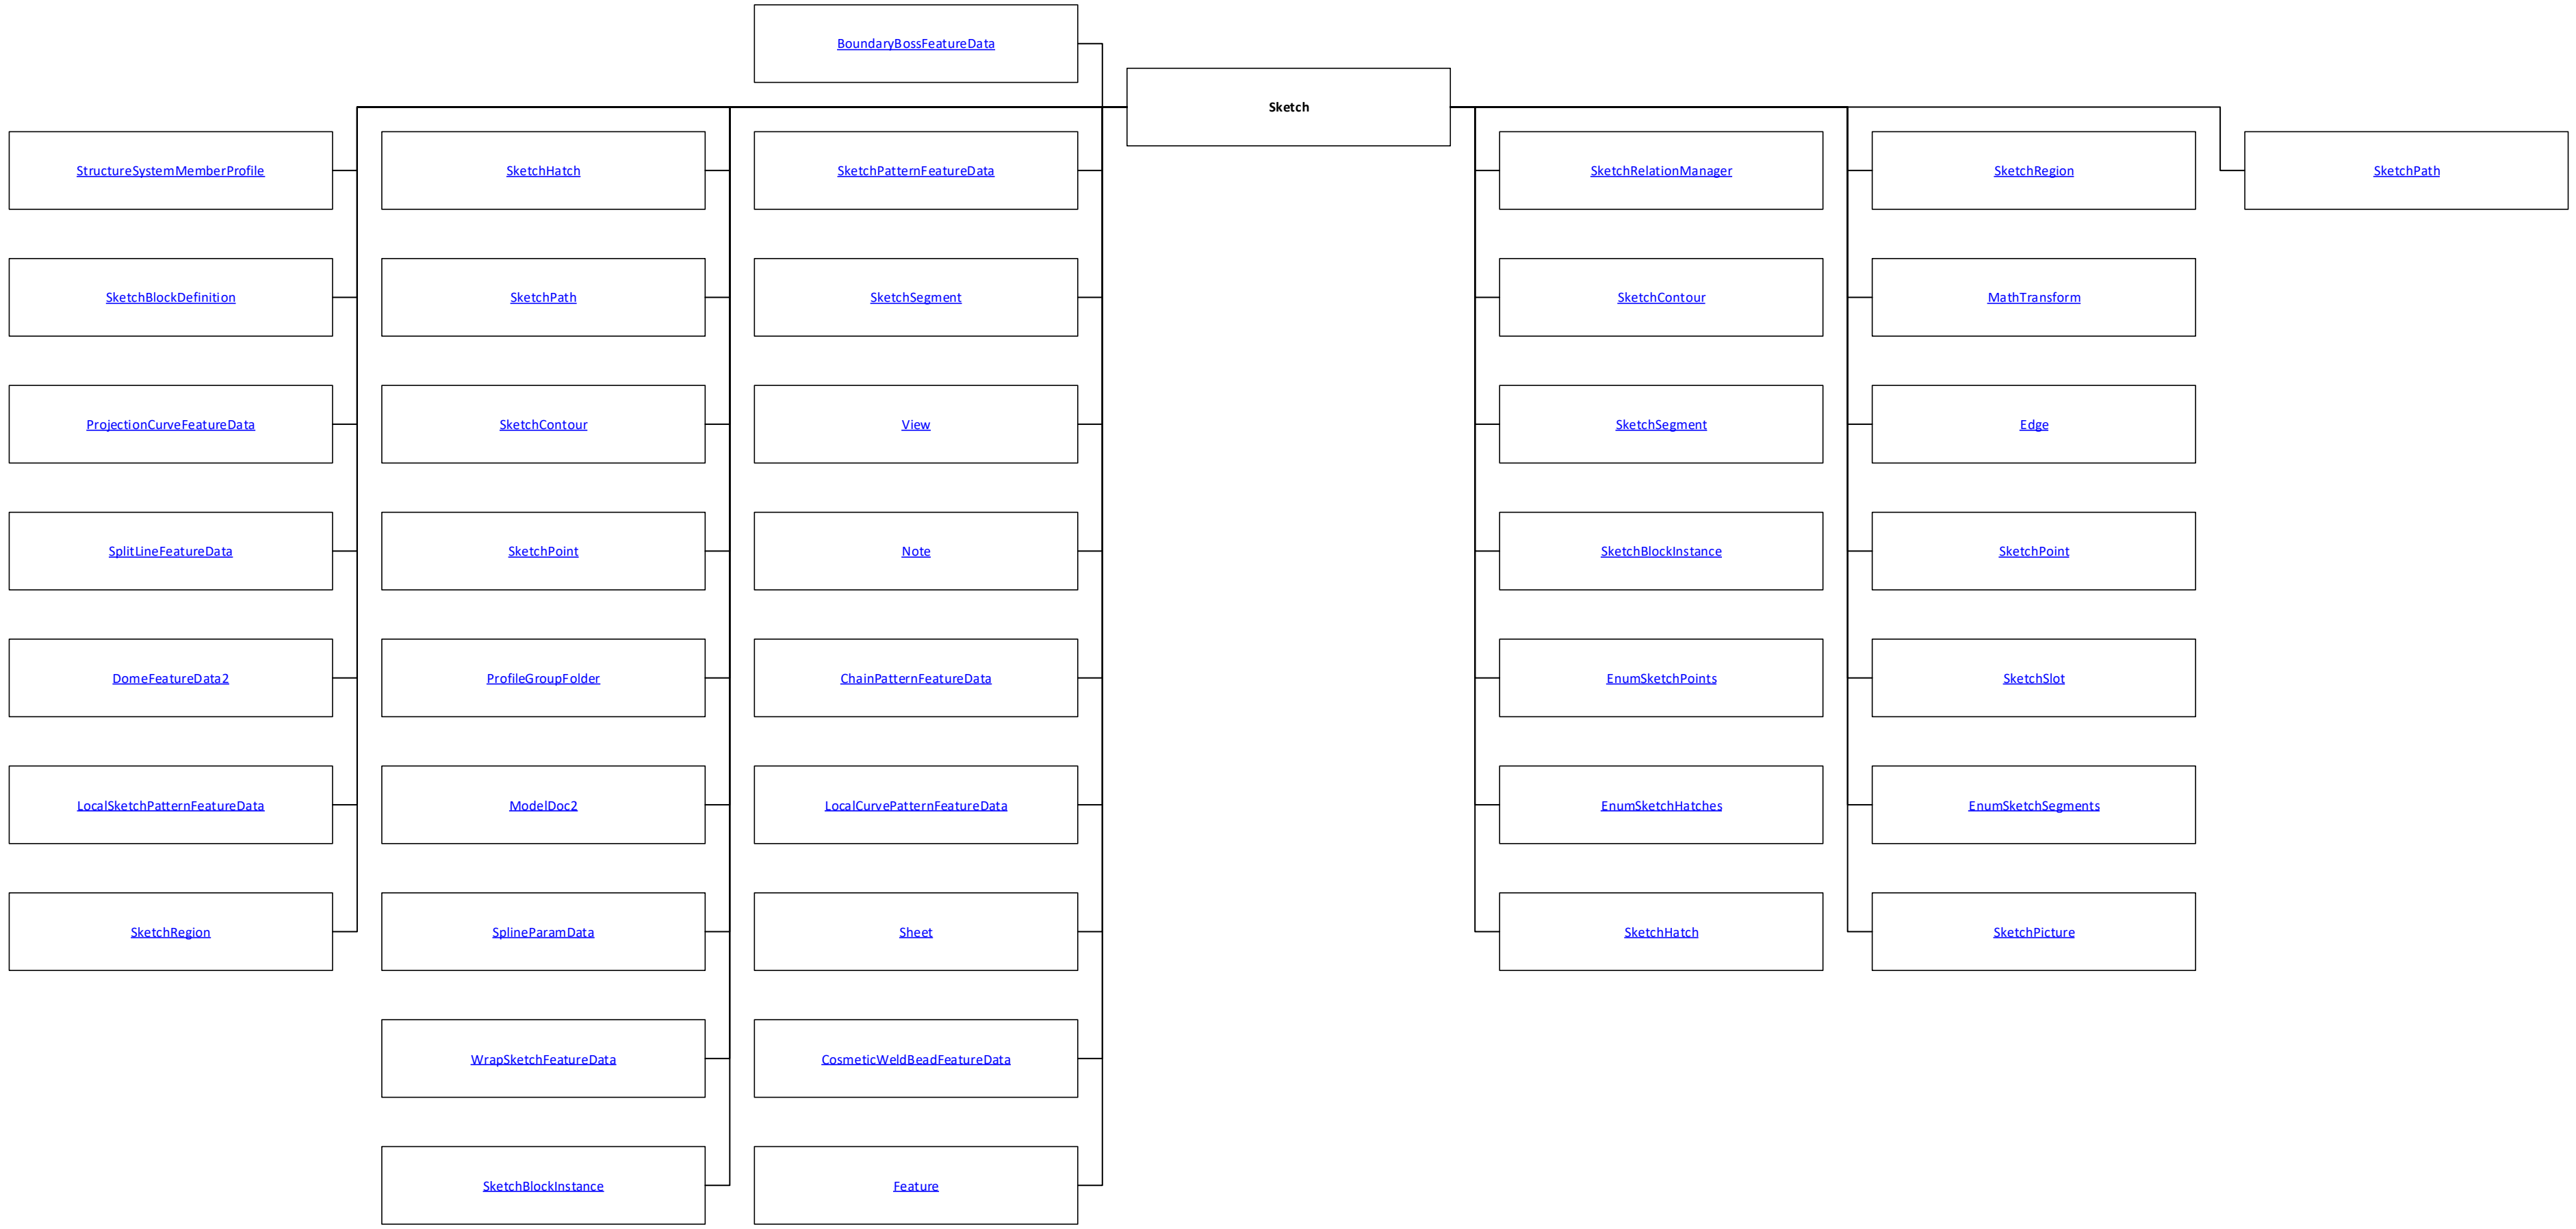 BoundaryBossFeatureData
Sketch
StructureSystemMemberProfile
SketchHatch
SketchPatternFeatureData
SketchRelationManager
SketchRegion
SketchPath
SketchBlockDefinition
SketchPath
SketchSegment
SketchContour
MathTransform
ProjectionCurveFeatureData
SketchContour
View
SketchSegment
Edge
SplitLineFeatureData
SketchPoint
Note
SketchBlockInstance
SketchPoint
DomeFeatureData2
ProfileGroupFolder
ChainPatternFeatureData
EnumSketchPoints
SketchSlot
LocalSketchPatternFeatureData
ModelDoc2
LocalCurvePatternFeatureData
EnumSketchHatches
EnumSketchSegments
SketchRegion
SplineParamData
Sheet
SketchHatch
SketchPicture
WrapSketchFeatureData
CosmeticWeldBeadFeatureData
SketchBlockInstance
Feature